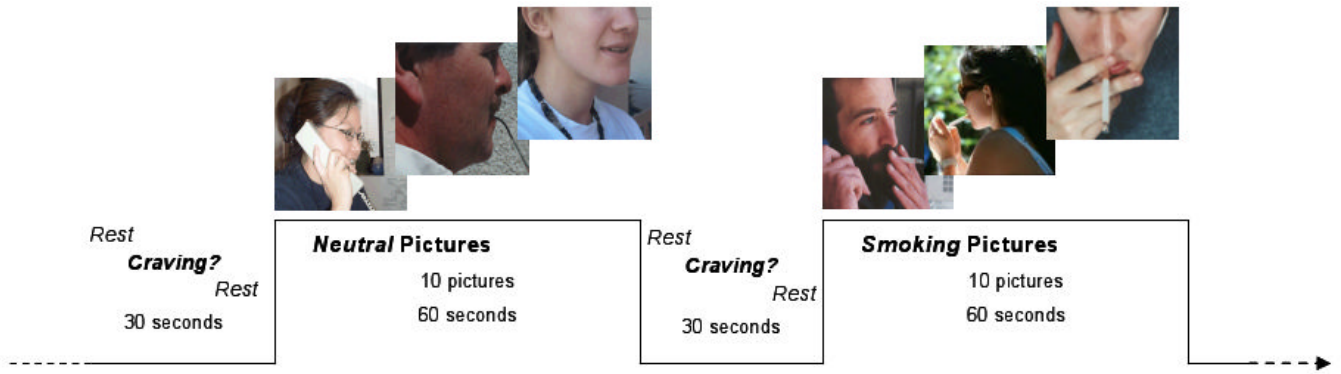 Rest
Craving?
Rest
30 seconds
Neutral Pictures
10 pictures
60 seconds
Rest
Craving?
Rest
30 seconds
Smoking Pictures
10 pictures
60 seconds